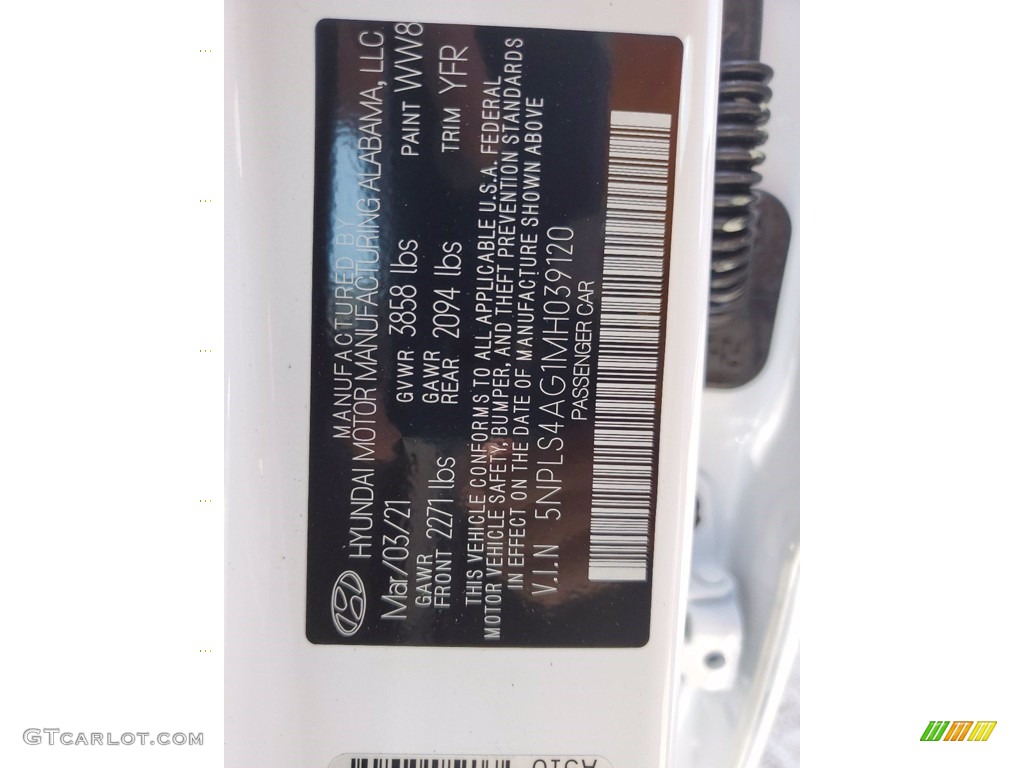 MANUFACTURED BY
HYUNDAI MOTOR MANUFACTURING ALABAMA, LLC
Mar/03/21 GVWR 3858 lbs PAINT WW8
GAWR FRONT 2271 lbs GAWR REAR 2094 lbs TRIM YFR
THIS VEHICLE CONFORMS TO ALL APPLICABLE U.S.A. FEDERAL
MOTOR VEHICLE SAFETY, BUMPER, AND THEFT PREVENTION STANDARDS
IN EFFECT ON THE DATE OF MANUFACTURE SHOWN ABOVE
V.I.N 5NPLS4AG1MH039120
PASSENGER CAR
GTCARLOT.COM